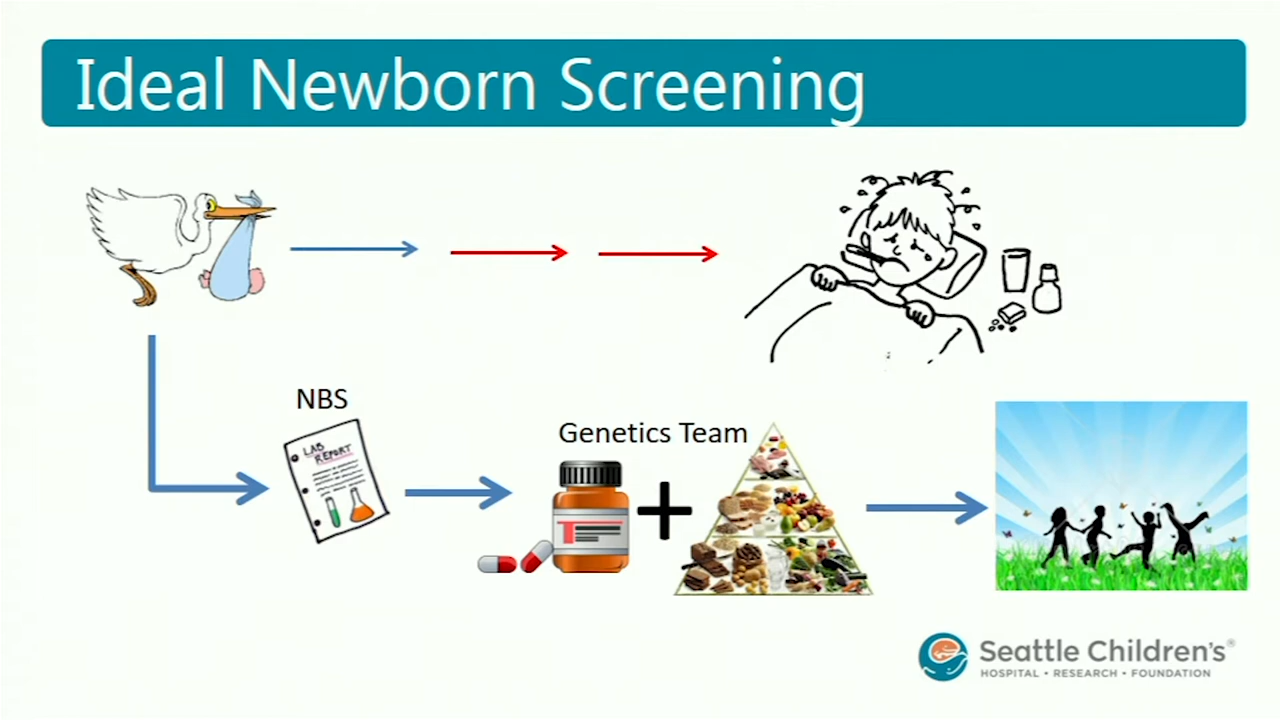 Ideal Newborn Screening
NBS
LAB
REPORT
Genetics Team
Seattle Children's®
HOSPITAL • RESEARCH • FOUNDATION